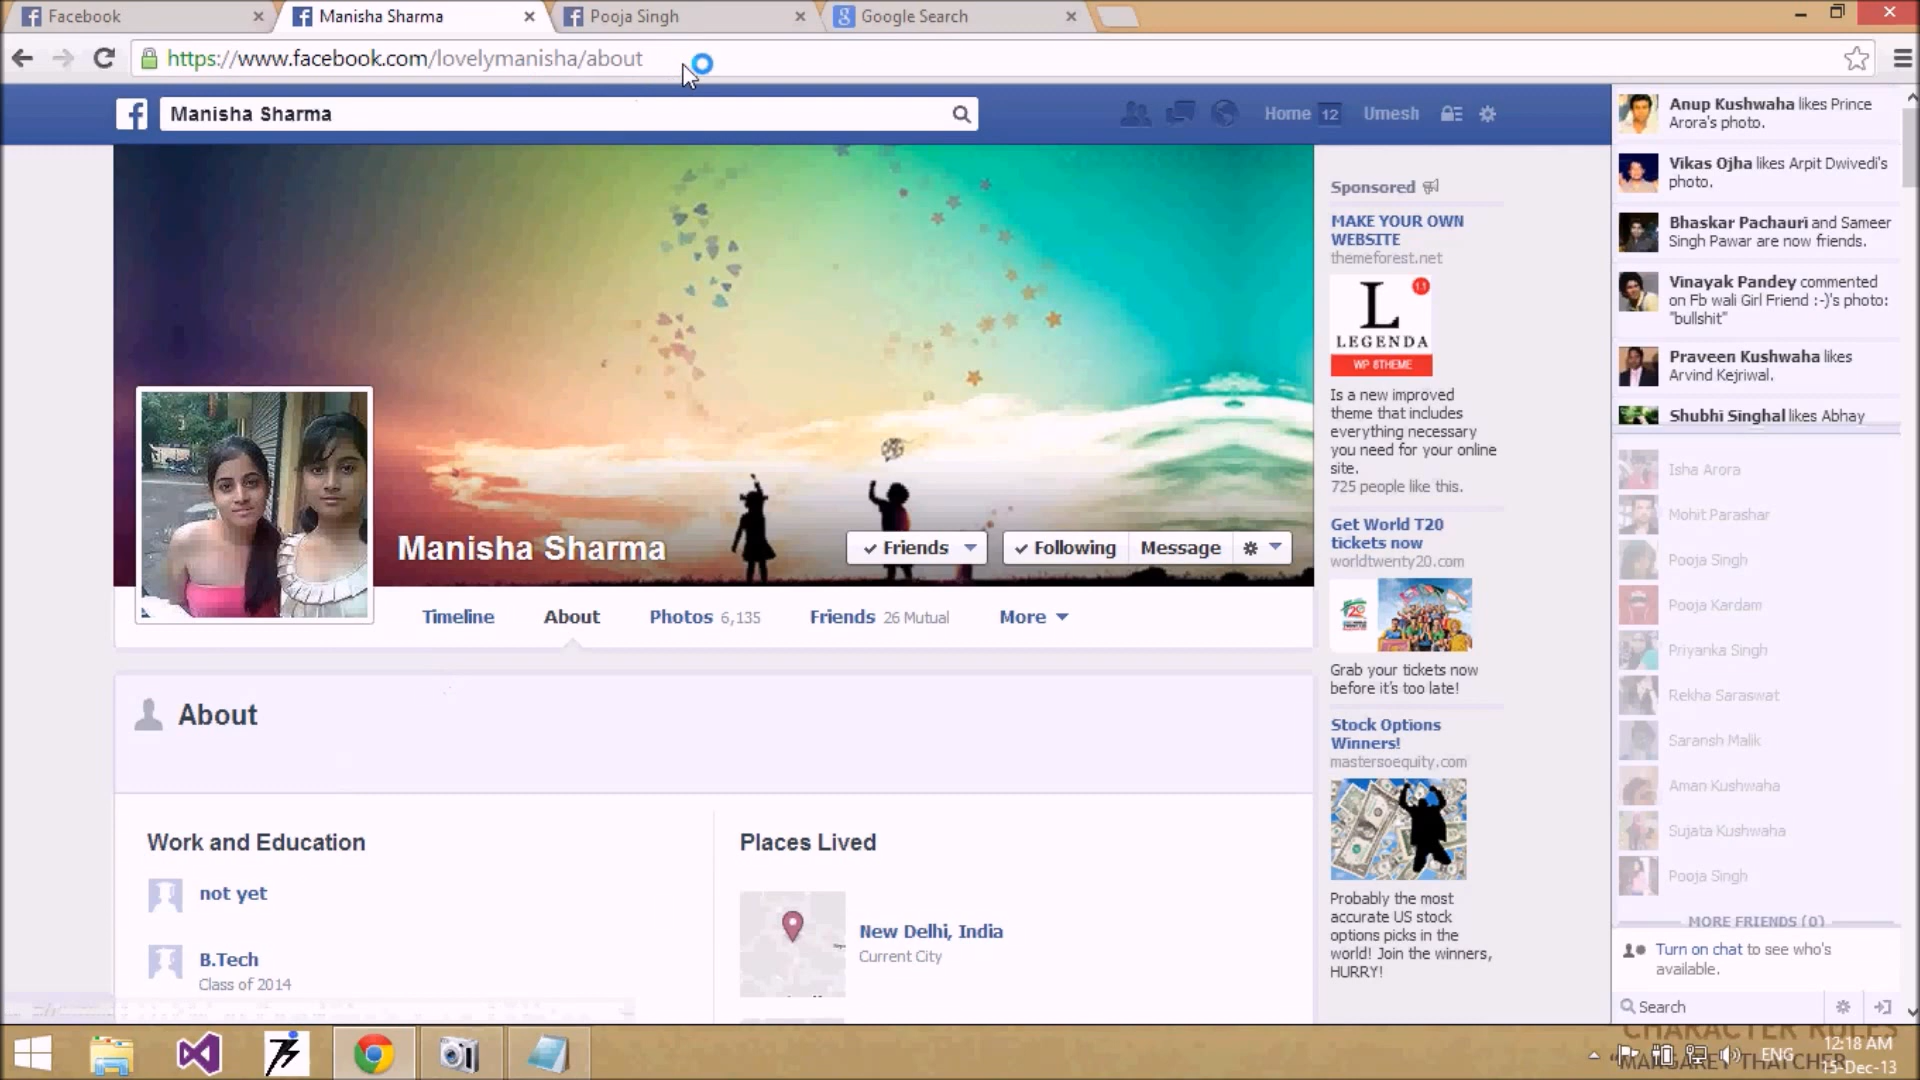 Facebook
Manisha Sharma
Pooja Singh
Google Search
https://www.facebook.com/lovelymanisha/about
Manisha Sharma
Home 12
Umesh
Manisha Sharma
Friends
Following
Message
Timeline
About
Photos 6,135
Friends 26 Mutual
More
About
Work and Education
not yet
B.Tech
Class of 2014
Places Lived
New Delhi, India
Current City
Sponsored
MAKE YOUR OWN
WEBSITE
themeforest.net
1.1
L
LEGENDA
WP 8THEME
Is a new improved
theme that includes
everything necessary
you need for your online
site.
725 people like this.
Get World T20
tickets now
worldtwenty20.com
Grab your tickets now
before it's too late!
Stock Options
Winners!
mastersoequity.com
Probably the most
accurate US stock
options picks in the
world! Join the winners,
HURRY!
Anup Kushwaha likes Prince
Arora's photo.
Vikas Ojha likes Arpit Dwivedi's
photo.
Bhaskar Pachauri and Sameer
Singh Pawar are now friends.
Vinayak Pandey commented
on Fb wali Girl Friend :-)'s photo:
"bullshit"
Praveen Kushwaha likes
Arvind Kejriwal.
Shubhi Singhal likes Abhay
Isha Arora
Mohit Parashar
Pooja Singh
Pooja Kardam
Priyanka Singh
Rekha Saraswat
Saransh Malik
Aman Kushwaha
Sujata Kushwaha
Pooja Singh
MORE FRIENDS (0)
Turn on chat to see who's
available.
Search
CHARACTER RULES
"MARGARET THATCHER
ENG
12:18 AM
15-Dec-13